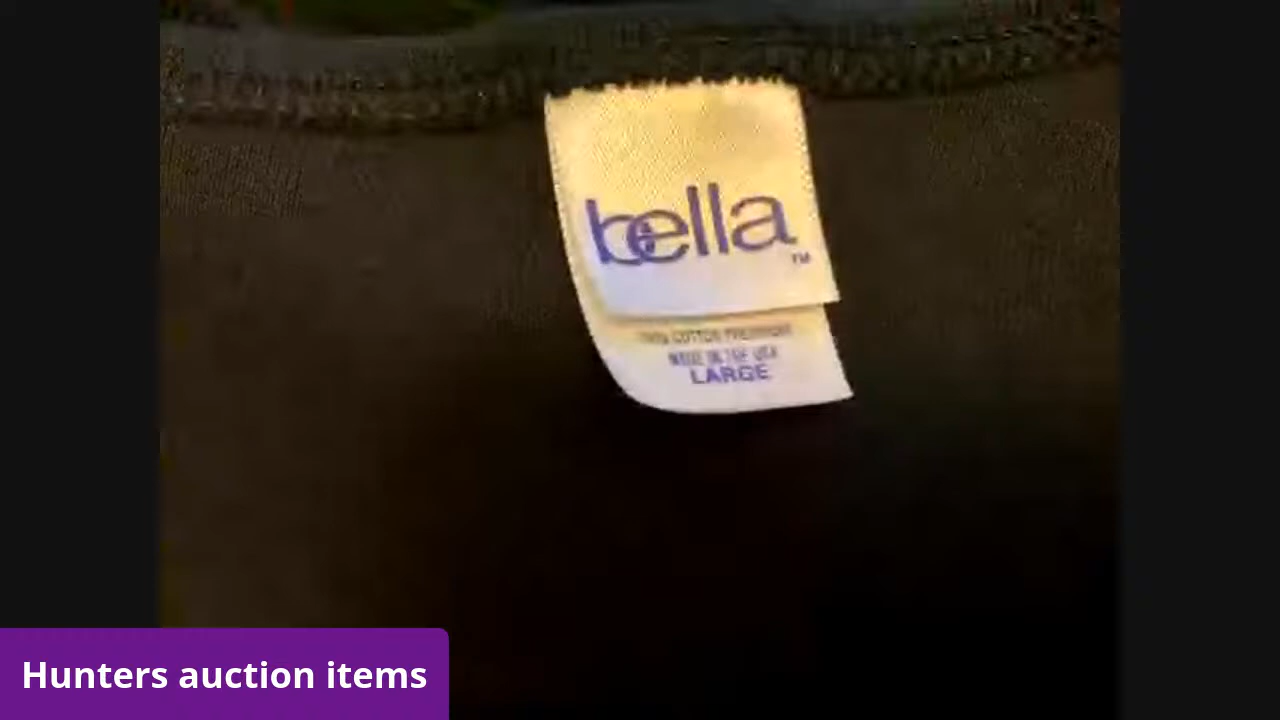 bella
TM
100% COTTON PRESHRUNK
MADE IN THE USA
LARGE
Hunters auction items